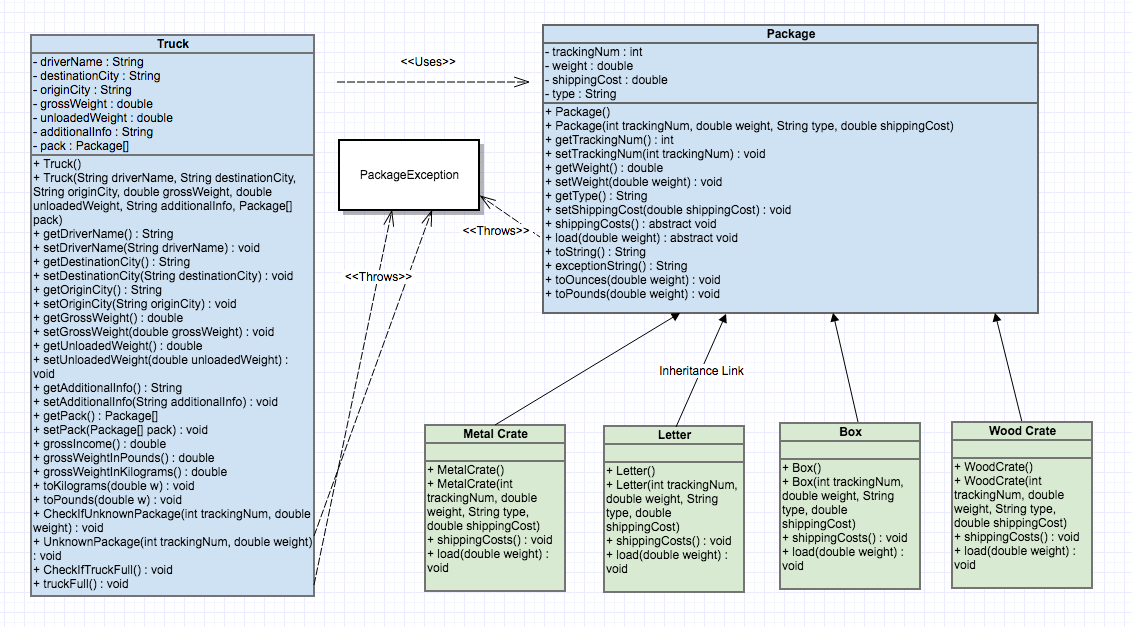 Truck
- driverName : String
- destinationCity : String
- originCity : String
- grossWeight : double
- unloadedWeight : double
- additionalInfo : String
- pack : Package[]
+ Truck()
+ Truck(String driverName, String destinationCity,
String originCity, double grossWeight, double
unloadedWeight, String additionalInfo, Package[]
pack)
+ getDriverName() : String
+ setDriverName(String driverName) : void
+ getDestinationCity() : String
+ setDestinationCity(String destinationCity) : void
+ getOriginCity() : String
+ setOriginCity(String originCity) : void
+ getGrossWeight() : double
+ setGrossWeight(double grossWeight) : void
+ getUnloadedWeight() : double
+ setUnloadedWeight(double unloadedWeight) :
void
+ getAdditionalInfo() : String
+ setAdditionalInfo(String additionalInfo) : void
+ getPack() : Package[]
+ setPack(Package[] pack) : void
+ grossIncome() : double
+ grossWeightInPounds() : double
+ grossWeightInKilograms() : double
+ toKilograms(double w) : void
+ toPounds(double w) : void
+ CheckIfUnknownPackage(int trackingNum, double
weight) : void
+ UnknownPackage(int trackingNum, double weight)
: void
+ CheckIfTruckFull() : void
+ truckFull() : void
<<Uses>>
PackageException
<<Throws>>
<<Throws>>
Package
- trackingNum : int
- weight : double
- shippingCost : double
- type : String
+ Package()
+ Package(int trackingNum, double weight, String type, double shippingCost)
+ getTrackingNum() : int
+ setTrackingNum(int trackingNum) : void
+ getWeight() : double
+ setWeight(double weight) : void
+ getType() : String
+ setShippingCost(double shippingCost) : void
+ shippingCosts() : abstract void
+ load(double weight) : abstract void
+ toString() : String
+ exceptionString() : String
+ toOunces(double weight) : void
+ toPounds(double weight) : void
Inheritance Link
Metal Crate
+ MetalCrate()
+ MetalCrate(int
trackingNum, double
weight, String type,
double shippingCost)
+ shippingCosts() : void
+ load(double weight) :
void
Letter
+ Letter()
+ Letter(int trackingNum,
double weight, String
type, double
shippingCost)
+ shippingCosts() : void
+ load(double weight) :
void
Box
+ Box()
+ Box(int trackingNum,
double weight, String
type, double
shippingCost)
+ shippingCosts() : void
+ load(double weight) :
void
Wood Crate
+ WoodCrate()
+ WoodCrate(int
trackingNum, double
weight, String type,
double shippingCost)
+ shippingCosts() : void
+ load(double weight) :
void